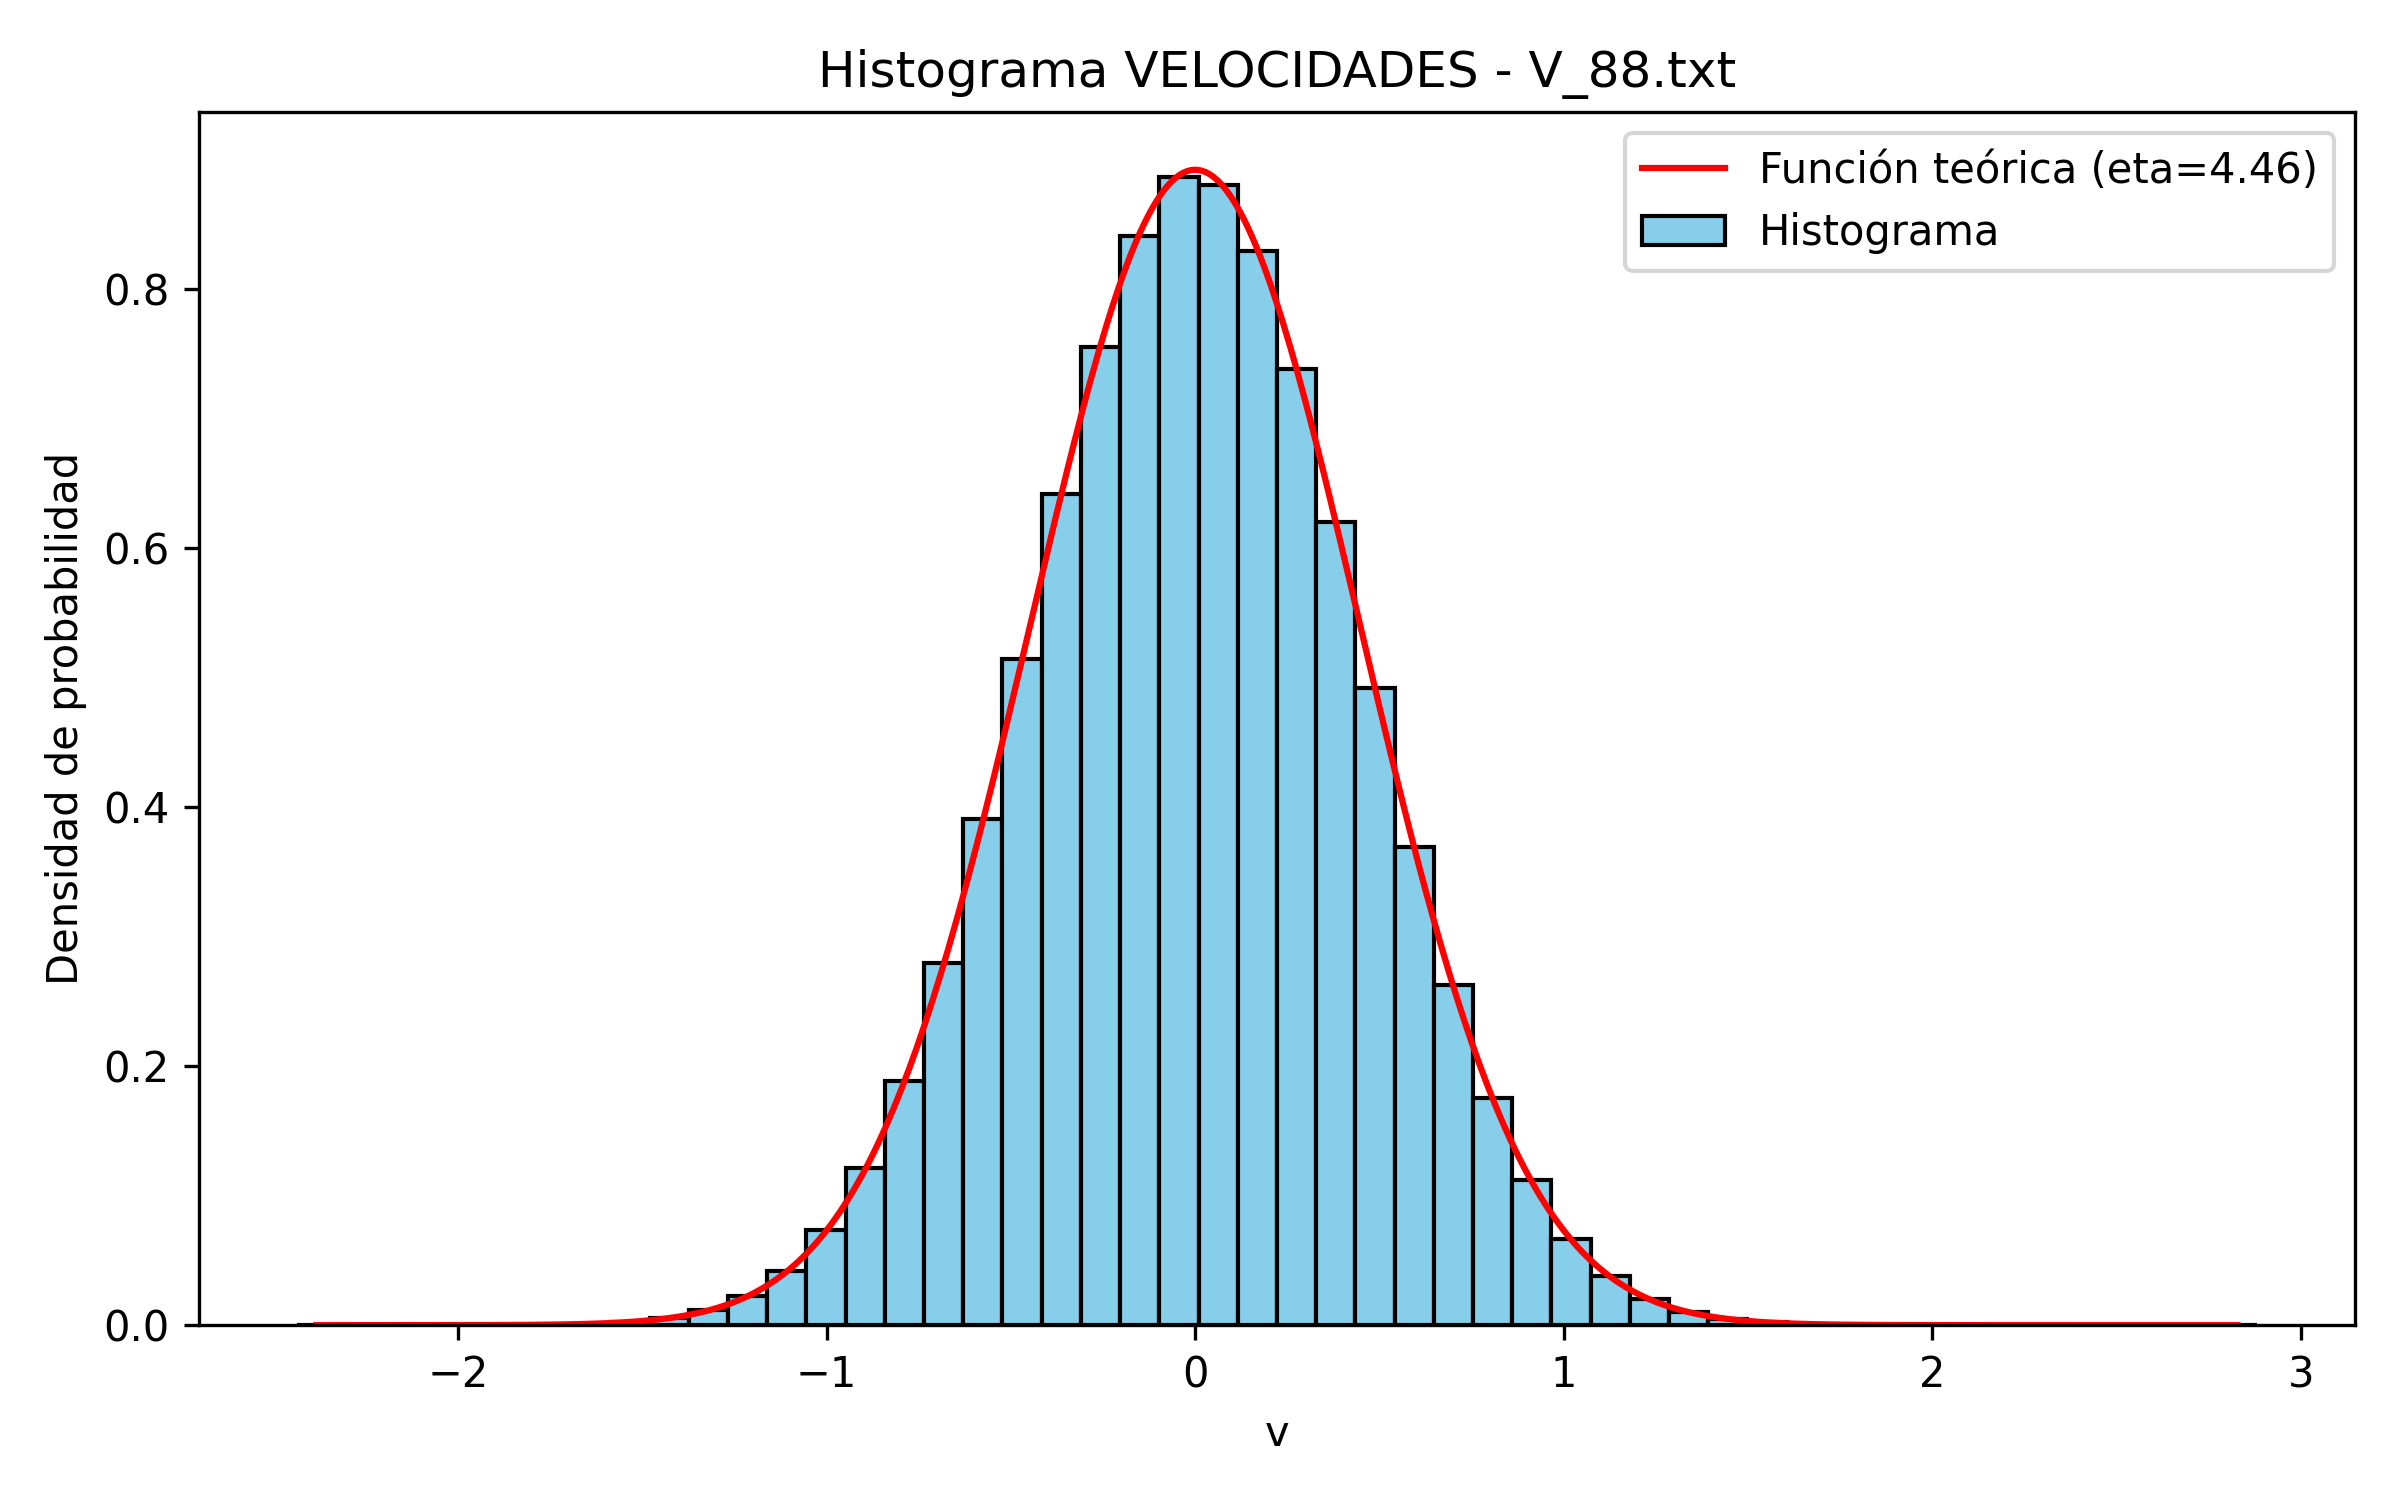 Histograma VELOCIDADES - V_88.txt
Función teórica (eta=4.46)
Histograma
Densidad de probabilidad
0.8
0.6
0.4
0.2
0.0
−2
−1
0
1
2
3
v